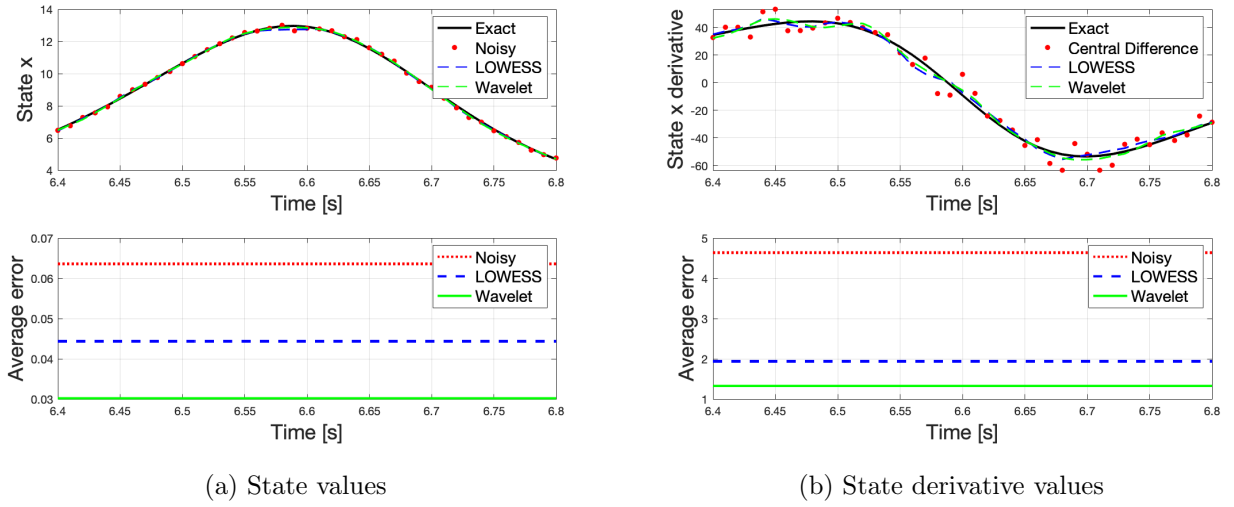 State x
14
12
10
8
6
4
Exact
Noisy
LOWESS
Wavelet
6.4 6.45 6.5 6.55 6.6 6.65 6.7 6.75 6.8
Time [s]
Average error
0.07
0.06
0.05
0.04
0.03
Noisy
LOWESS
Wavelet
6.4 6.45 6.5 6.55 6.6 6.65 6.7 6.75 6.8
Time [s]
(a) State values
State x derivative
40
20
0
-20
-40
-60
Exact
Central Difference
LOWESS
Wavelet
6.4 6.45 6.5 6.55 6.6 6.65 6.7 6.75 6.8
Time [s]
Average error
5
4
3
2
1
Noisy
LOWESS
Wavelet
6.4 6.45 6.5 6.55 6.6 6.65 6.7 6.75 6.8
Time [s]
(b) State derivative values